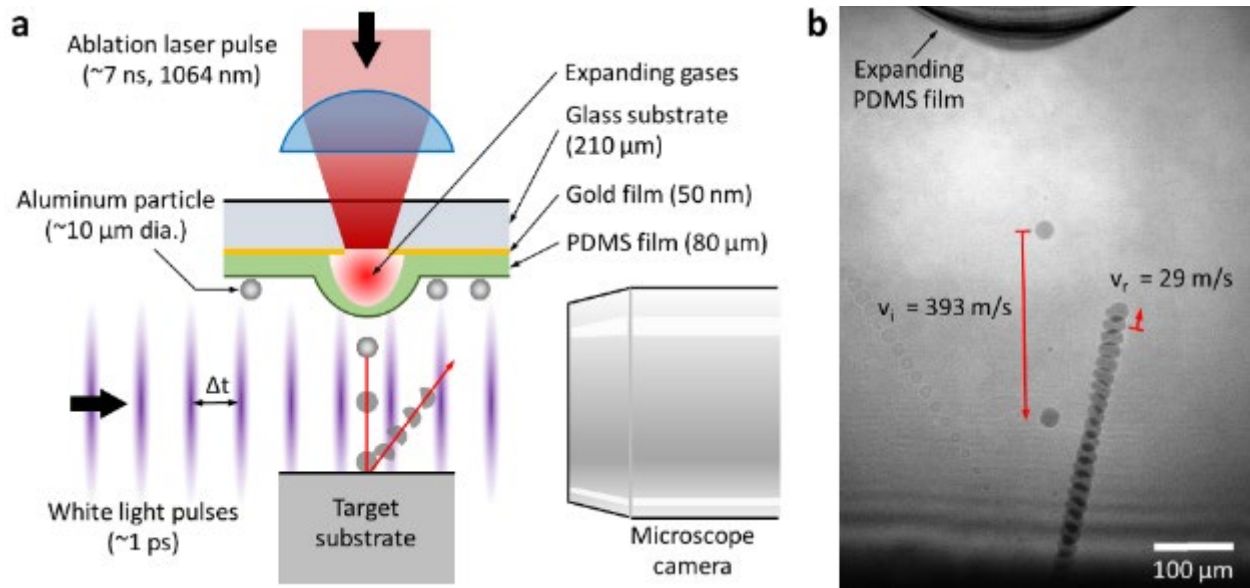 a
Ablation laser pulse
(~7 ns, 1064 nm)
Expanding gases
Glass substrate
(210 μm)
Gold film (50 nm)
PDMS film (80 μm)
Aluminum particle
(~10 μm dia.)
Δt
White light pulses
(~1 ps)
Target
substrate
Microscope
camera
b
Expanding
PDMS film
vᵢ = 393 m/s
vᵣ = 29 m/s
100 μm